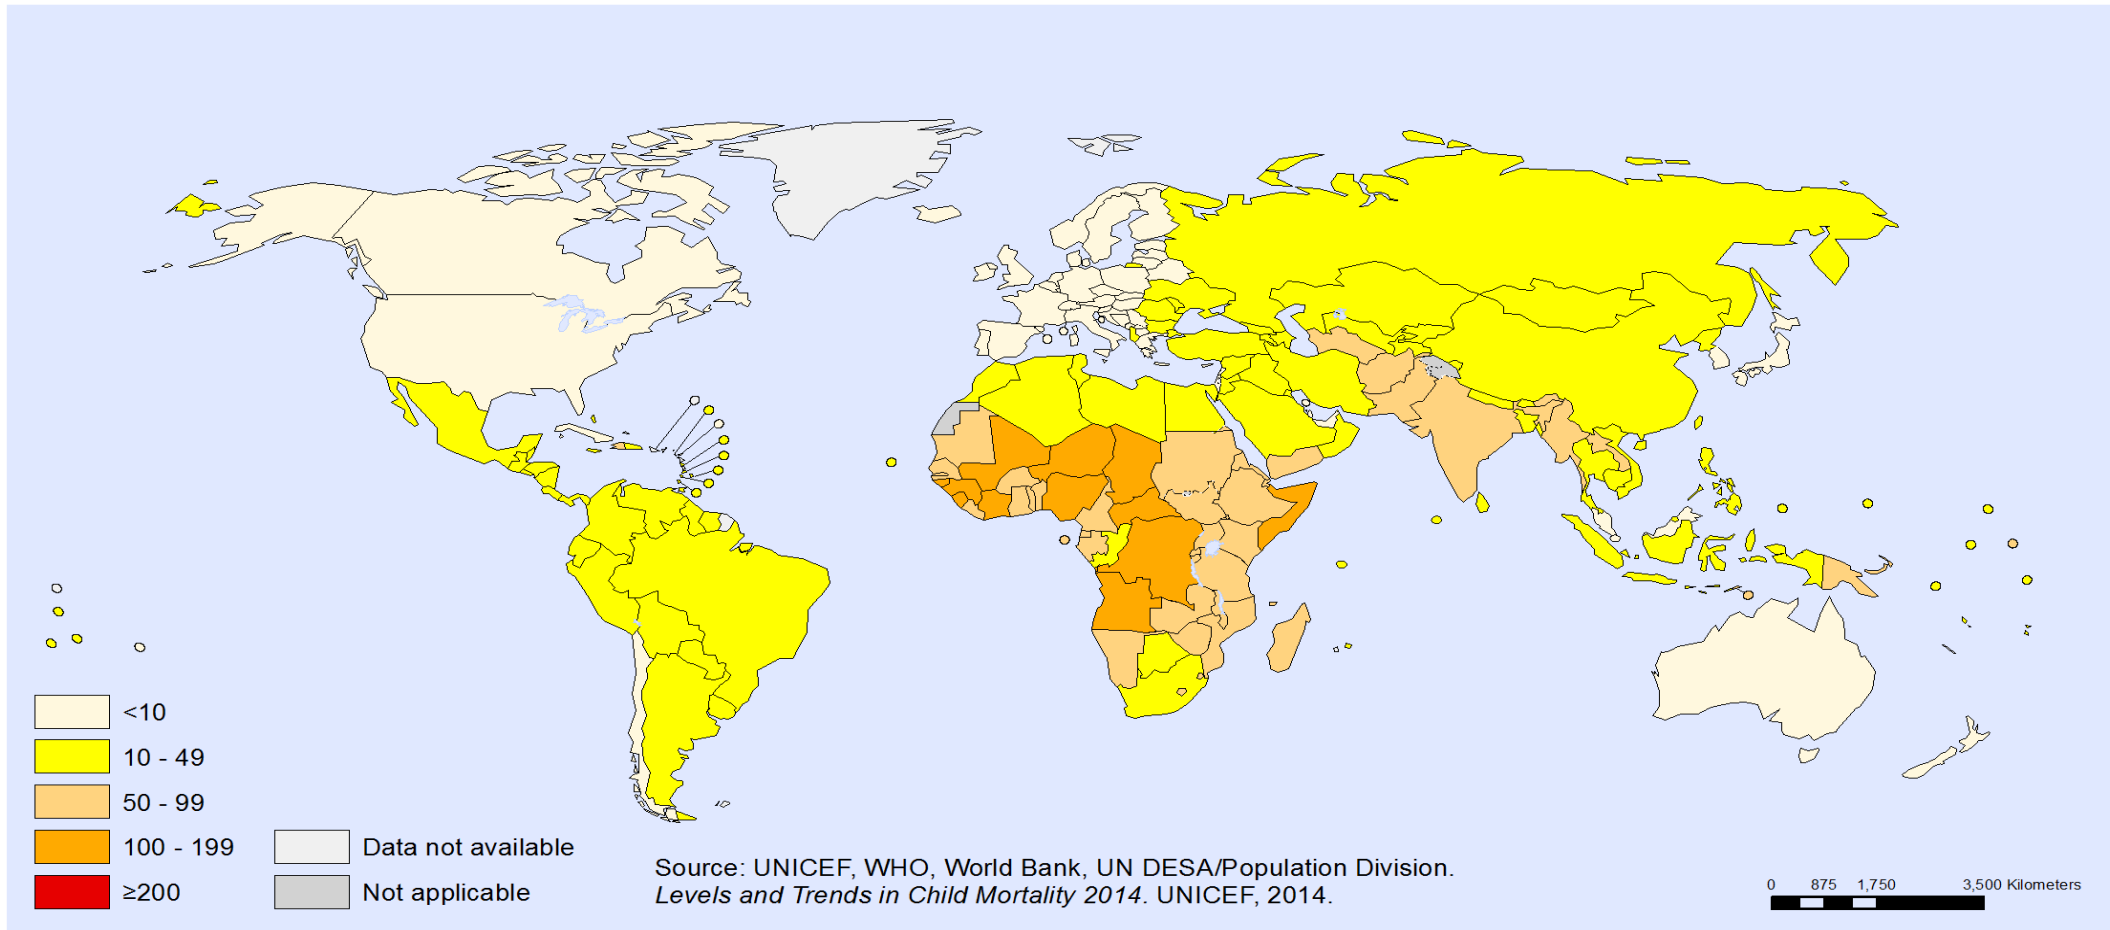 <10
10 - 49
50 - 99
100 - 199
≥200
Data not available
Not applicable
Source: UNICEF, WHO, World Bank, UN DESA/Population Division.
Levels and Trends in Child Mortality 2014. UNICEF, 2014.
0 875 1,750 3,500 Kilometers